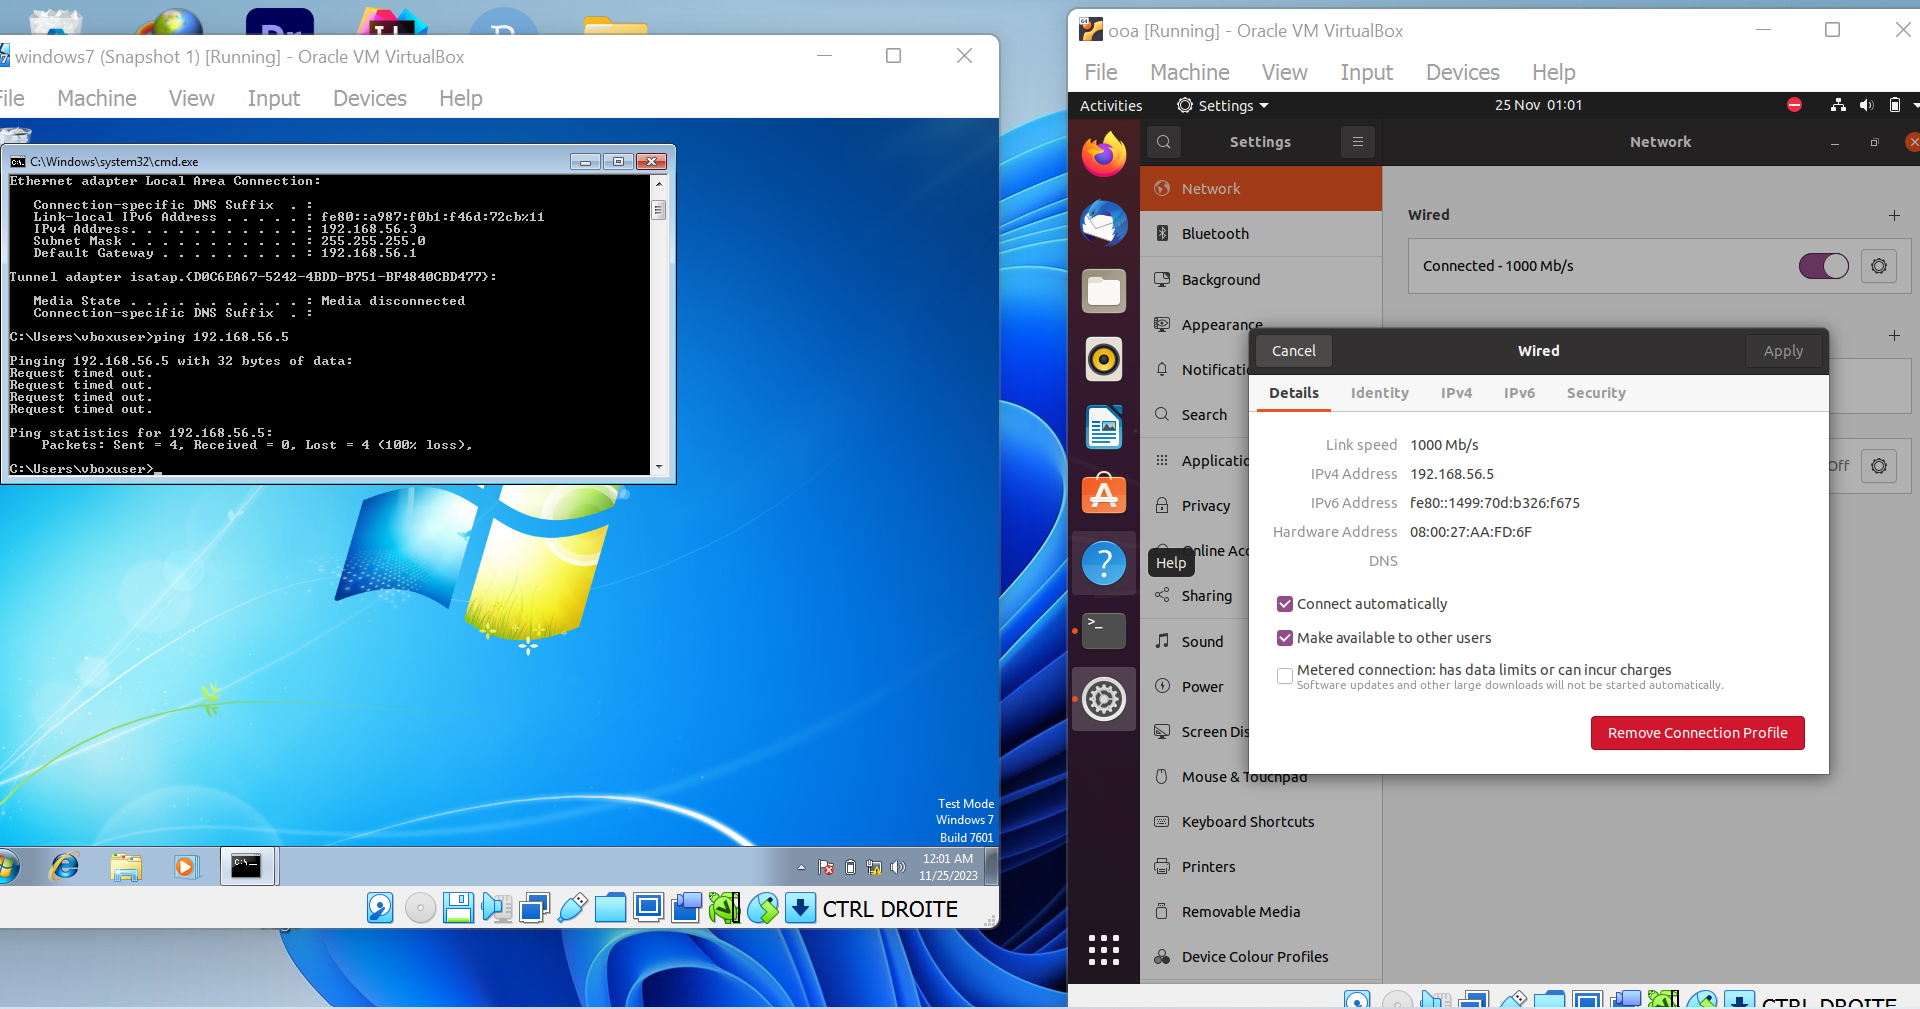 windows7 (Snapshot 1) [Running] - Oracle VM VirtualBox
File Machine View Input Devices Help
C:\Windows\system32\cmd.exe
Ethernet adapter Local Area Connection:
Connection-specific DNS Suffix . :
Link-local IPv6 Address . . . . . : fe80::a987:f0b1:f46d:72cb%11
IPv4 Address. . . . . . . . . . . : 192.168.56.3
Subnet Mask . . . . . . . . . . . : 255.255.255.0
Default Gateway . . . . . . . . . : 192.168.56.1
Tunnel adapter isatap.{D0C6EA67-5242-4BDD-B751-BF4840CBD477}:
Media State . . . . . . . . . . . : Media disconnected
Connection-specific DNS Suffix . :
C:\Users\vboxuser>ping 192.168.56.5
Pinging 192.168.56.5 with 32 bytes of data:
Request timed out.
Request timed out.
Request timed out.
Request timed out.
Ping statistics for 192.168.56.5:
Packets: Sent = 4, Received = 0, Lost = 4 (100% loss),
C:\Users\vboxuser>_
Test Mode
Windows 7
Build 7601
12:01 AM
11/25/2023
CTRL DROITE
ooa [Running] - Oracle VM VirtualBox
File Machine View Input Devices Help
Activities Settings 25 Nov 01:01
Settings Network
Network
Bluetooth
Background
Appearance
Notificatio
Search
Applicatio
Privacy
Online Acc
Help
Sharing
Sound
Power
Screen Dis
Mouse & Touchpad
Keyboard Shortcuts
Printers
Removable Media
Device Colour Profiles
Wired
Connected - 1000 Mb/s
Off
Cancel Wired Apply
Details Identity IPv4 IPv6 Security
Link speed 1000 Mb/s
IPv4 Address 192.168.56.5
IPv6 Address fe80::1499:70d:b326:f675
Hardware Address 08:00:27:AA:FD:6F
DNS
Connect automatically
Make available to other users
Metered connection: has data limits or can incur charges
Software updates and other large downloads will not be started automatically.
Remove Connection Profile
CTRL DROITE